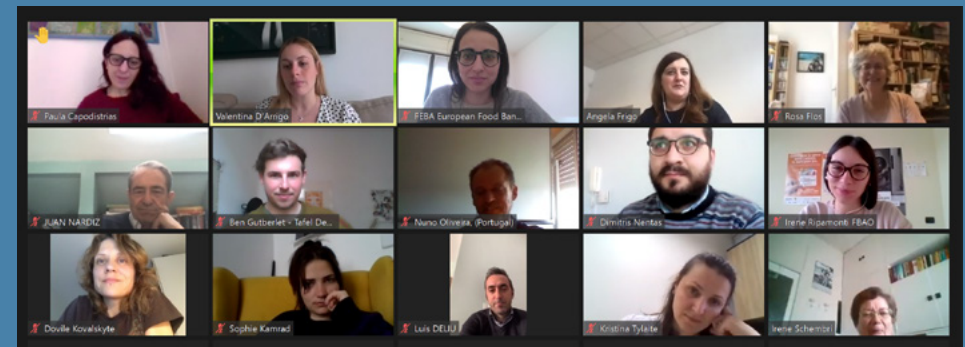 Paula Capodistrias
Valentina D'Arrigo
FEBA European Food Ban...
Angela Frigo
Rosa Flos
JUAN NARDIZ
Ben Gutberlet - Tafel De...
Nuno Oliveira, (Portugal)
Dimitris Nentas
Irene Ripamonti FBAO
Dovile Kovalskyte
Sophie Kamrad
Luis DELIU
Kristina Tylaite
Irene Schembri